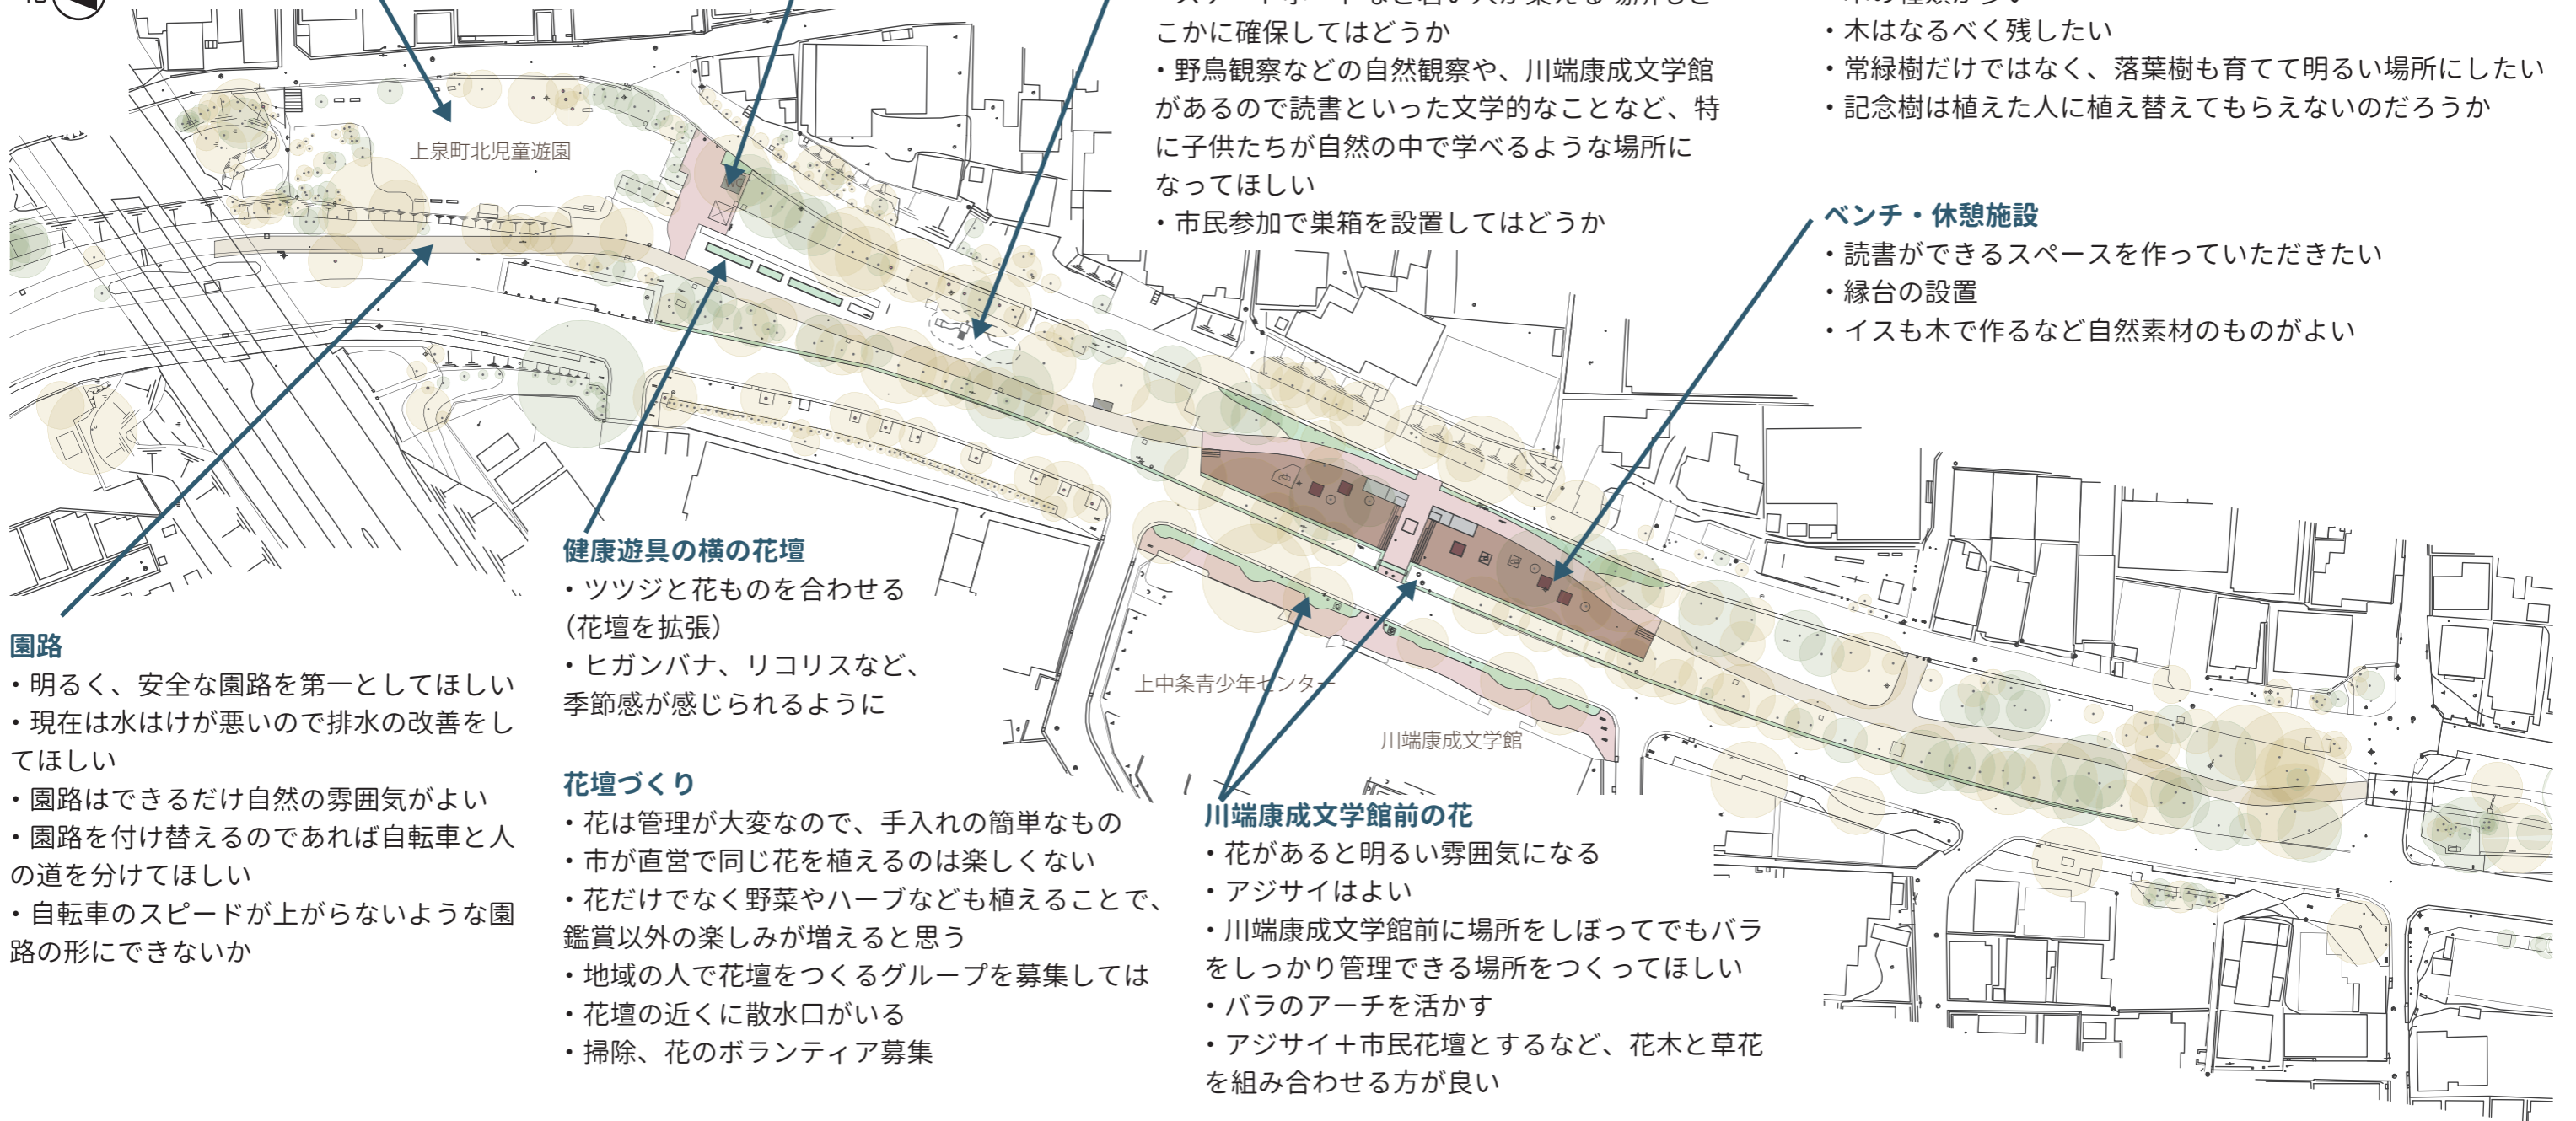 こかに確保してはどうか
・野鳥観察などの自然観察や、川端康成文学館
があるので読書といった文学的なことなど、特
に子供たちが自然の中で学べるような場所に
なってほしい
・市民参加で巣箱を設置してはどうか
・木はなるべく残したい
・常緑樹だけではなく、落葉樹も育てて明るい場所にしたい
・記念樹は植えた人に植え替えてもらえないのだろうか
上泉町北児童遊園
ベンチ・休憩施設
・読書ができるスペースを作っていただきたい
・縁台の設置
・イスも木で作るなど自然素材のものがよい
園路
・明るく、安全な園路を第一としてほしい
・現在は水はけが悪いので排水の改善をし
てほしい
・園路はできるだけ自然の雰囲気がよい
・園路を付け替えるのであれば自転車と人
の道を分けてほしい
・自転車のスピードが上がらないような園
路の形にできないか
健康遊具の横の花壇
・ツツジと花ものを合わせる
（花壇を拡張）
・ヒガンバナ、リコリスなど、
季節感が感じられるように
花壇づくり
・花は管理が大変なので、手入れの簡単なもの
・市が直営で同じ花を植えるのは楽しくない
・花だけでなく野菜やハーブなども植えることで、
鑑賞以外の楽しみが増えると思う
・地域の人で花壇をつくるグループを募集しては
・花壇の近くに散水口がいる
・掃除、花のボランティア募集
上中条青少年センター
川端康成文学館
川端康成文学館前の花
・花があると明るい雰囲気になる
・アジサイはよい
・川端康成文学館前に場所をしぼってでもバラ
をしっかり管理できる場所をつくってほしい
・バラのアーチを活かす
・アジサイ＋市民花壇とするなど、花木と草花
を組み合わせる方が良い